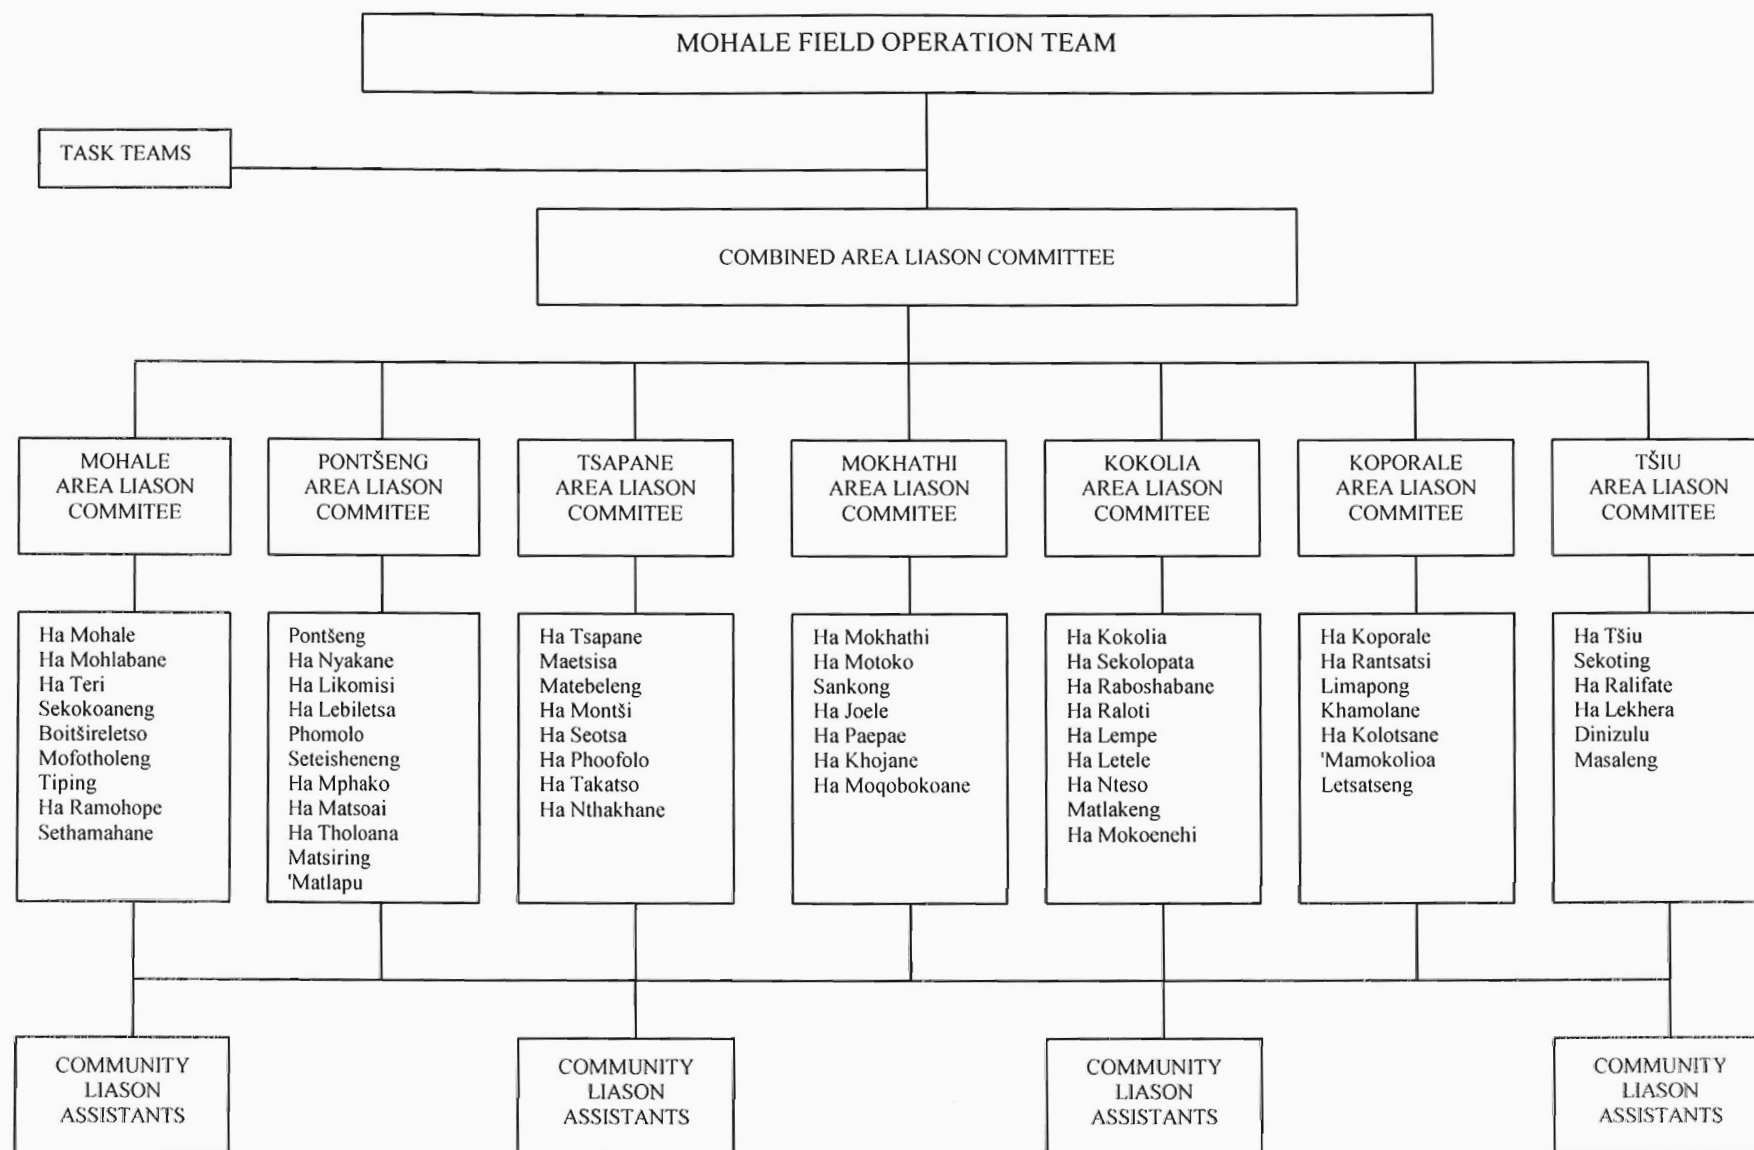 MOHALE FIELD OPERATION TEAM
TASK TEAMS
COMBINED AREA LIASON COMMITTEE
MOHALE
AREA LIASON
COMMITEE
PONTŠENG
AREA LIASON
COMMITEE
TSAPANE
AREA LIASON
COMMITEE
MOKHATHI
AREA LIASON
COMMITEE
KOKOLIA
AREA LIASON
COMMITEE
KOPORALE
AREA LIASON
COMMITEE
TŠIU
AREA LIASON
COMMITEE
Ha Mohale
Ha Mohlabane
Ha Teri
Sekokoaneng
Boitšireletso
Mofotholeng
Tiping
Ha Ramohope
Sethamahane
Pontšeng
Ha Nyakane
Ha Likomisi
Ha Lebiletsa
Phomolo
Seteisheneng
Ha Mphako
Ha Matsoai
Ha Tholoana
Matsiring
'Matlapu
Ha Tsapane
Maetsisa
Matebeleng
Ha Montši
Ha Seotsa
Ha Phoofolo
Ha Takatso
Ha Nthakhane
Ha Mokhathi
Ha Motoko
Sankong
Ha Joele
Ha Paepae
Ha Khojane
Ha Moqobokoane
Ha Kokolia
Ha Sekolopata
Ha Raboshabane
Ha Raloti
Ha Lempe
Ha Letele
Ha Nteso
Matlakeng
Ha Mokoenehi
Ha Koporale
Ha Rantsatsi
Limapong
Khamolane
Ha Kolotsane
'Mamokolioa
Letsatseng
Ha Tšiu
Sekoting
Ha Ralifate
Ha Lekhera
Dinizulu
Masaleng
COMMUNITY
LIASON
ASSISTANTS
COMMUNITY
LIASON
ASSISTANTS
COMMUNITY
LIASON
ASSISTANTS
COMMUNITY
LIASON
ASSISTANTS